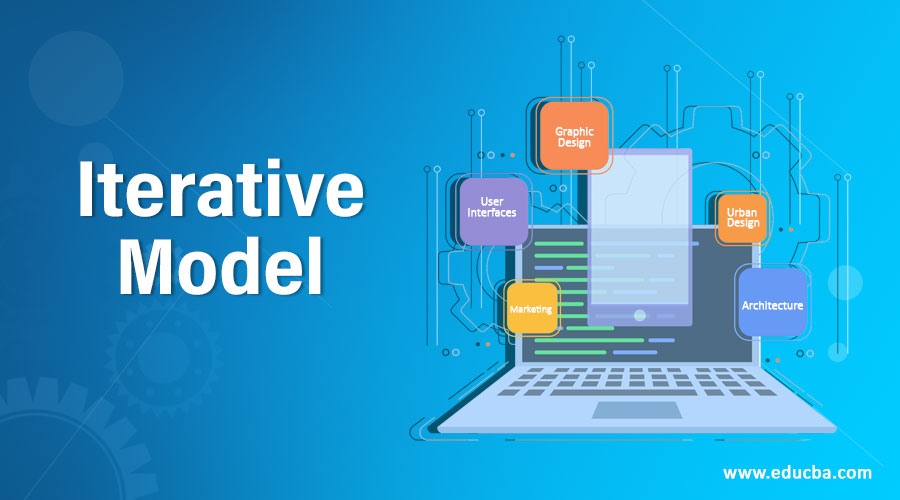 Iterative
Model
Graphic
Design
User
Interfaces
Urban
Design
Marketing
Architecture
www.educba.com